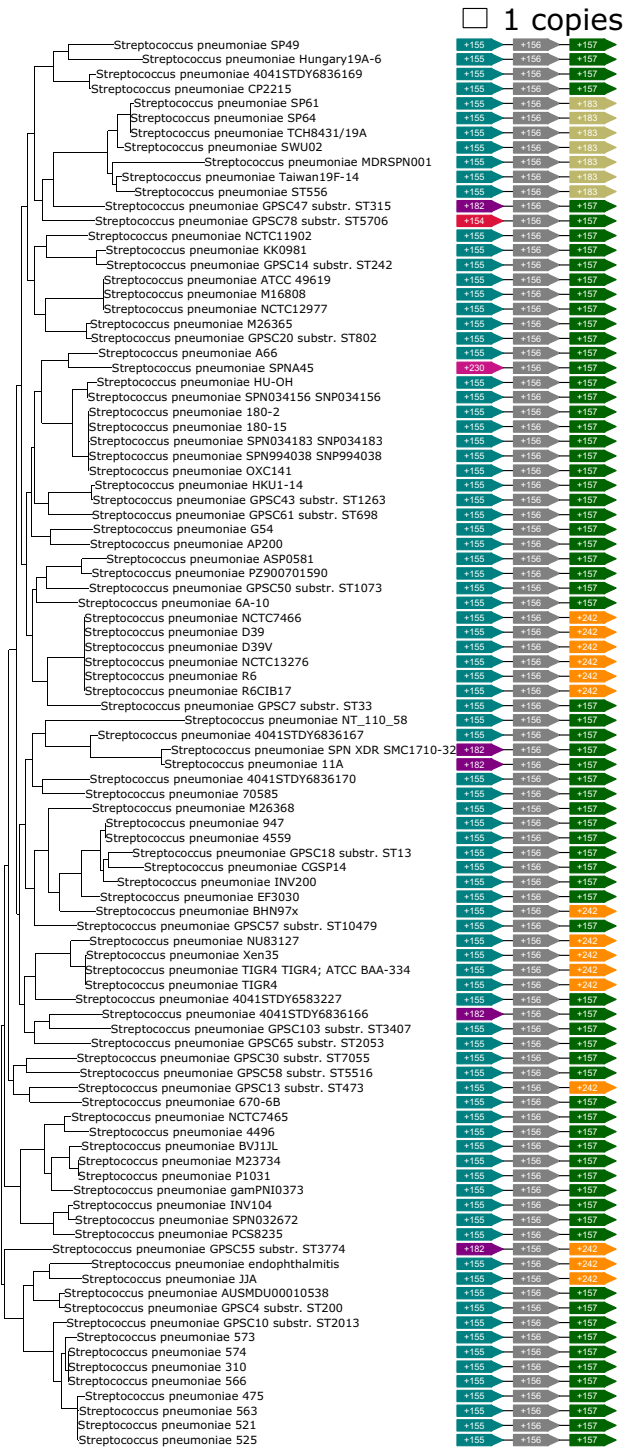 1 copies
Streptococcus pneumoniae SP49 +155 +156 +157
Streptococcus pneumoniae Hungary19A-6 +155 +156 +157
Streptococcus pneumoniae 4041STDY6836169 +155 +156 +157
Streptococcus pneumoniae CP2215 +155 +156 +157
Streptococcus pneumoniae SP61 +155 +156 +183
Streptococcus pneumoniae SP64 +155 +156 +183
Streptococcus pneumoniae TCH8431/19A +155 +156 +183
Streptococcus pneumoniae SWU02 +155 +156 +183
Streptococcus pneumoniae MDRSPN001 +155 +156 +183
Streptococcus pneumoniae Taiwan19F-14 +155 +156 +183
Streptococcus pneumoniae ST556 +155 +156 +183
Streptococcus pneumoniae GPSC47 substr. ST315 +182 +156 +157
Streptococcus pneumoniae GPSC78 substr. ST5706 +154 +156 +157
Streptococcus pneumoniae NCTC11902 +155 +156 +157
Streptococcus pneumoniae KK0981 +155 +156 +157
Streptococcus pneumoniae GPSC14 substr. ST242 +155 +156 +157
Streptococcus pneumoniae ATCC 49619 +155 +156 +157
Streptococcus pneumoniae M16808 +155 +156 +157
Streptococcus pneumoniae NCTC12977 +155 +156 +157
Streptococcus pneumoniae M26365 +155 +156 +157
Streptococcus pneumoniae GPSC20 substr. ST802 +155 +156 +157
Streptococcus pneumoniae A66 +155 +156 +157
Streptococcus pneumoniae SPNA45 +230 +156 +157
Streptococcus pneumoniae HU-OH +155 +156 +157
Streptococcus pneumoniae SPN034156 SNP034156 +155 +156 +157
Streptococcus pneumoniae 180-2 +155 +156 +157
Streptococcus pneumoniae 180-15 +155 +156 +157
Streptococcus pneumoniae SPN034183 SNP034183 +155 +156 +157
Streptococcus pneumoniae SPN994038 SNP994038 +155 +156 +157
Streptococcus pneumoniae OXC141 +155 +156 +157
Streptococcus pneumoniae HKU1-14 +155 +156 +157
Streptococcus pneumoniae GPSC43 substr. ST1263 +155 +156 +157
Streptococcus pneumoniae GPSC61 substr. ST698 +155 +156 +157
Streptococcus pneumoniae G54 +155 +156 +157
Streptococcus pneumoniae AP200 +155 +156 +157
Streptococcus pneumoniae ASP0581 +155 +156 +157
Streptococcus pneumoniae PZ900701590 +155 +156 +157
Streptococcus pneumoniae GPSC50 substr. ST1073 +155 +156 +157
Streptococcus pneumoniae 6A-10 +155 +156 +157
Streptococcus pneumoniae NCTC7466 +155 +156 +242
Streptococcus pneumoniae D39 +155 +156 +242
Streptococcus pneumoniae D39V +155 +156 +242
Streptococcus pneumoniae NCTC13276 +155 +156 +242
Streptococcus pneumoniae R6 +155 +156 +242
Streptococcus pneumoniae R6CIB17 +155 +156 +242
Streptococcus pneumoniae GPSC7 substr. ST33 +155 +156 +157
Streptococcus pneumoniae NT_110_58 +155 +156 +157
Streptococcus pneumoniae 4041STDY6836167 +155 +156 +157
Streptococcus pneumoniae SPN XDR SMC1710-32 +182 +156 +157
Streptococcus pneumoniae 11A +182 +156 +157
Streptococcus pneumoniae 4041STDY6836170 +155 +156 +157
Streptococcus pneumoniae 70585 +155 +156 +157
Streptococcus pneumoniae M26368 +155 +156 +157
Streptococcus pneumoniae 947 +155 +156 +157
Streptococcus pneumoniae 4559 +155 +156 +157
Streptococcus pneumoniae GPSC18 substr. ST13 +155 +156 +157
Streptococcus pneumoniae CGSP14 +155 +156 +157
Streptococcus pneumoniae INV200 +155 +156 +157
Streptococcus pneumoniae EF3030 +155 +156 +157
Streptococcus pneumoniae BHN97x +155 +156 +242
Streptococcus pneumoniae GPSC57 substr. ST10479 +155 +156 +157
Streptococcus pneumoniae NU83127 +155 +156 +242
Streptococcus pneumoniae Xen35 +155 +156 +242
Streptococcus pneumoniae TIGR4 TIGR4; ATCC BAA-334 +155 +156 +242
Streptococcus pneumoniae TIGR4 +155 +156 +242
Streptococcus pneumoniae 4041STDY6583227 +155 +156 +157
Streptococcus pneumoniae 4041STDY6836166 +182 +156 +157
Streptococcus pneumoniae GPSC103 substr. ST3407 +155 +156 +157
Streptococcus pneumoniae GPSC65 substr. ST2053 +155 +156 +157
Streptococcus pneumoniae GPSC30 substr. ST7055 +155 +156 +157
Streptococcus pneumoniae GPSC58 substr. ST5516 +155 +156 +157
Streptococcus pneumoniae GPSC13 substr. ST473 +155 +156 +242
Streptococcus pneumoniae 670-6B +155 +156 +157
Streptococcus pneumoniae NCTC7465 +155 +156 +157
Streptococcus pneumoniae 4496 +155 +156 +157
Streptococcus pneumoniae BVJ1JL +155 +156 +157
Streptococcus pneumoniae M23734 +155 +156 +157
Streptococcus pneumoniae P1031 +155 +156 +157
Streptococcus pneumoniae gamPNI0373 +155 +156 +157
Streptococcus pneumoniae INV104 +155 +156 +157
Streptococcus pneumoniae SPN032672 +155 +156 +157
Streptococcus pneumoniae PCS8235 +155 +156 +157
Streptococcus pneumoniae GPSC55 substr. ST3774 +182 +156 +242
Streptococcus pneumoniae endophthalmitis +155 +156 +242
Streptococcus pneumoniae JJA +155 +156 +242
Streptococcus pneumoniae AUSMDU00010538 +155 +156 +157
Streptococcus pneumoniae GPSC4 substr. ST200 +155 +156 +157
Streptococcus pneumoniae GPSC10 substr. ST2013 +155 +156 +157
Streptococcus pneumoniae 573 +155 +156 +157
Streptococcus pneumoniae 574 +155 +156 +157
Streptococcus pneumoniae 310 +155 +156 +157
Streptococcus pneumoniae 566 +155 +156 +157
Streptococcus pneumoniae 475 +155 +156 +157
Streptococcus pneumoniae 563 +155 +156 +157
Streptococcus pneumoniae 521 +155 +156 +157
Streptococcus pneumoniae 525 +155 +156 +157